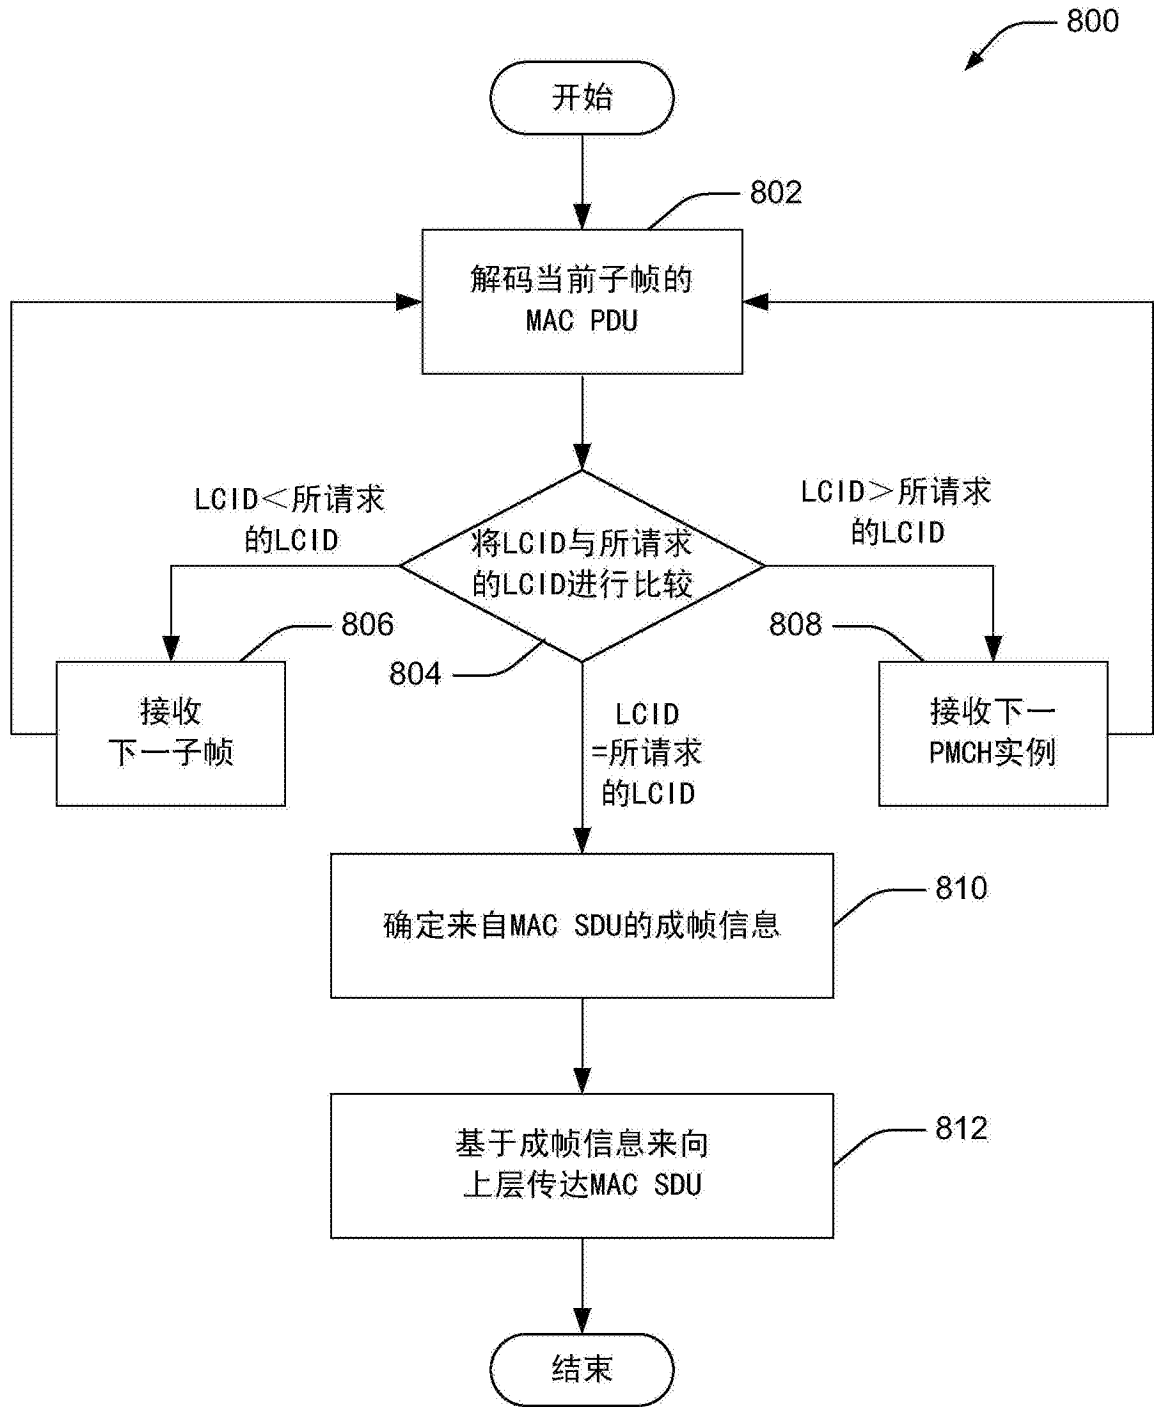 800
开始
802
解码当前子帧的
MAC PDU
LCID＜所请求
的LCID
LCID＞所请求
的LCID
将LCID与所请求
的LCID进行比较
804
806
接收
下一子帧
808
接收下一
PMCH实例
LCID
=所请求
的LCID
810
确定来自MAC SDU的成帧信息
812
基于成帧信息来向
上层传达MAC SDU
结束